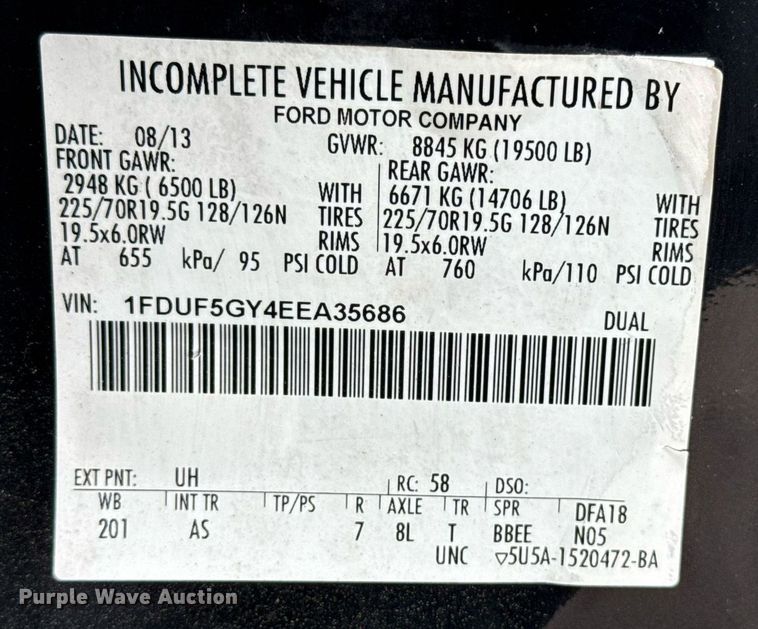 INCOMPLETE VEHICLE MANUFACTURED BY
FORD MOTOR COMPANY
DATE: 08/13 GVWR: 8845 KG (19500 LB)
FRONT GAWR: REAR GAWR:
2948 KG ( 6500 LB) WITH 6671 KG (14706 LB) WITH
225/70R19.5G 128/126N TIRES 225/70R19.5G 128/126N TIRES
19.5x6.0RW RIMS 19.5x6.0RW RIMS
AT 655 kPa/ 95 PSI COLD AT 760 kPa/110 PSI COLD
VIN: 1FDUF5GY4EEA35686 DUAL
EXT PNT: UH RC: 58 DSO:
WB INT TR TP/PS R AXLE TR SPR DFA18
201 AS 7 8L T BBEE N05
UNC ▽5U5A-1520472-BA
Purple Wave Auction